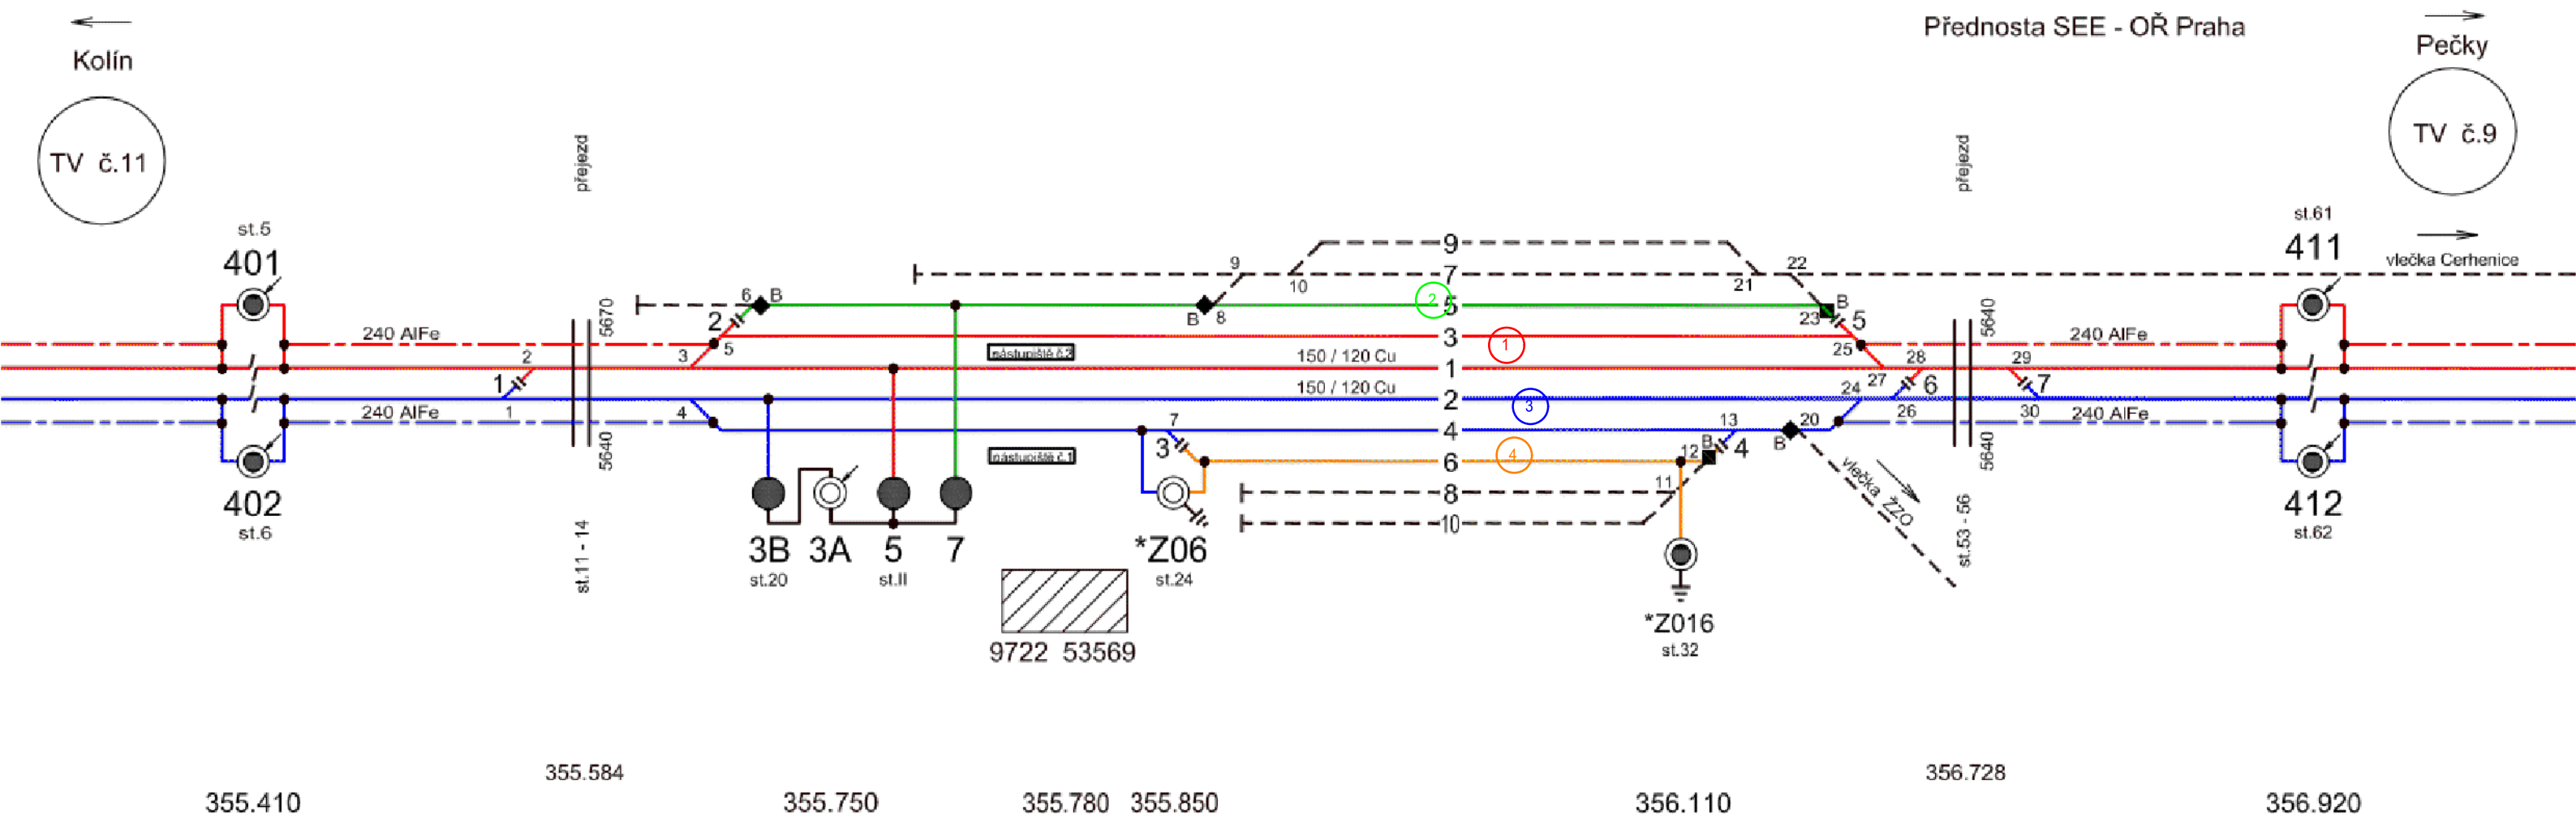 Kolín
TV č.11
Přednosta SEE - OŘ Praha
Pečky
TV č.9
přejezd
přejezd
st.5
401
st.61
411
vlečka Cerhenice
9
9
7
22
10
21
6
B
5670
2
5
B
8
2
5
B
23
5
5640
240 AlFe
3
5
nástupiště č.2
3
1
25
240 AlFe
2
150 / 120 Cu
1
28
29
1
150 / 120 Cu
2
3
24
27
6
7
1
240 AlFe
4
26
30
240 AlFe
7
4
13
B
20
5640
3
nástupiště č.1
6
4
12
B
4
5640
8
11
vlečka ŽZO
10
402
st.6
st.11 - 14
3B
3A
5
7
*Z06
st.20
st.II
st.24
st.53 - 56
412
st.62
*Z016
st.32
9722 53569
355.584
356.728
355.410
355.750
355.780
355.850
356.110
356.920